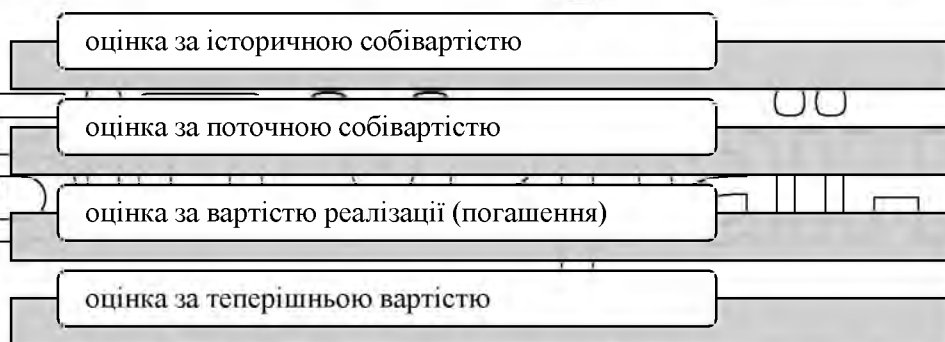 оцінка за історичною собівартістю
оцінка за поточною собівартістю
оцінка за вартістю реалізації (погашення)
оцінка за теперішньою вартістю